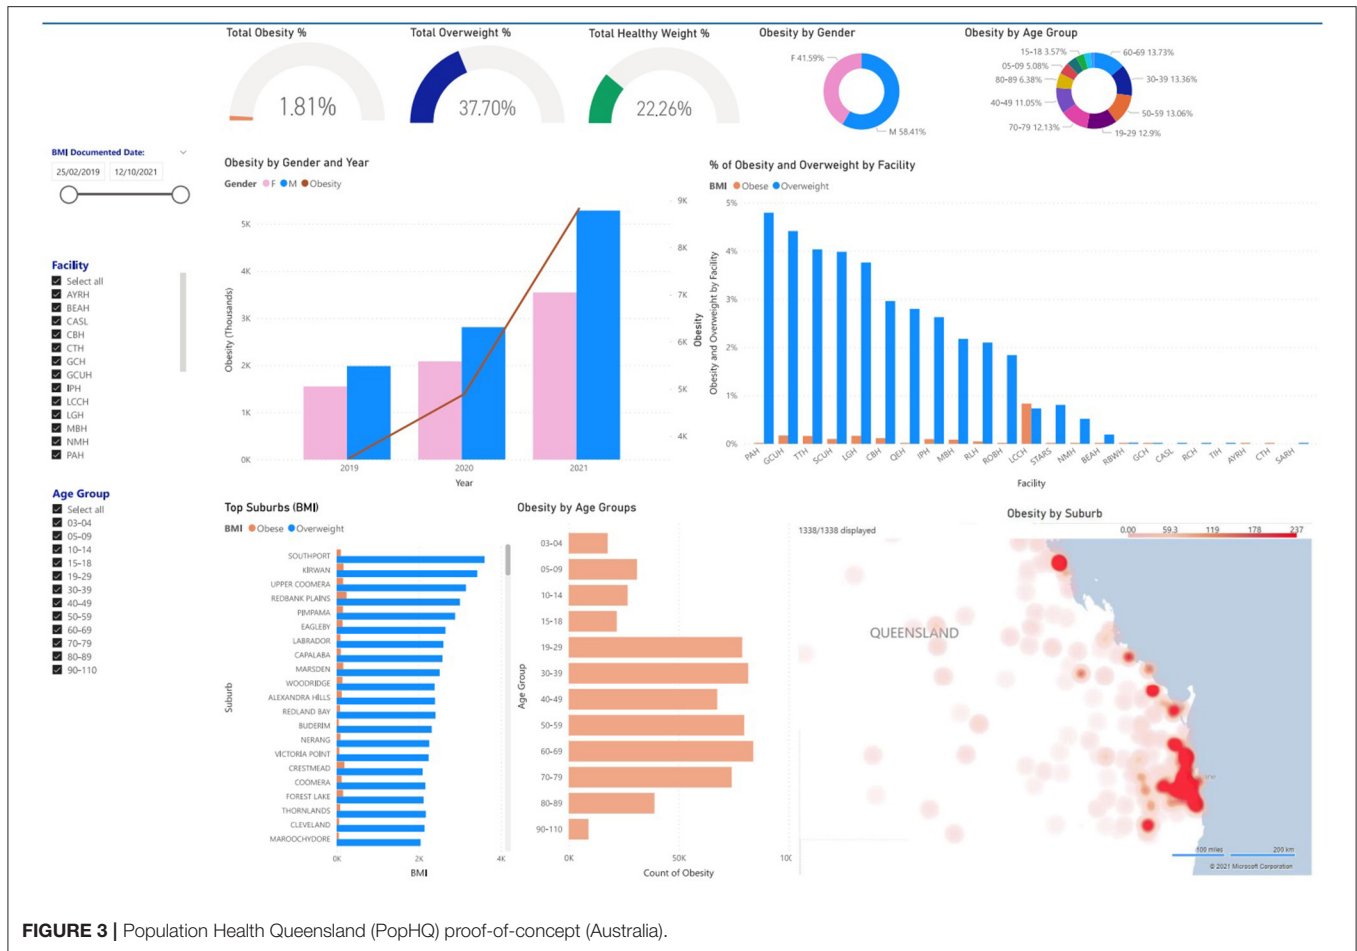 Total Obesity %
1.81%
Total Overweight %
37.70%
Total Healthy Weight %
22.26%
Obesity by Gender
F 41.59%
M 58.41%
Obesity by Age Group
15-18 3.57%
05-09 5.08%
80-89 6.38%
40-49 11.05%
70-79 12.13%
60-69 13.73%
30-39 13.36%
50-59 13.06%
19-29 12.9%
BMI Documented Date:
25/02/2019 12/10/2021
Facility
Select all
AYRH
BEAH
CASL
CBH
CTH
GCH
GCUH
IPH
LCCH
LGH
MBH
NMH
PAH
Age Group
Select all
03-04
05-09
10-14
15-18
19-29
30-39
40-49
50-59
60-69
70-79
80-89
90-110
Obesity by Gender and Year
Gender F M Obesity
Obesity (Thousands)
5K
4K
3K
2K
1K
0K
9K
8K
7K
6K
5K
4K
Obesity
2019 2020 2021
Year
% of Obesity and Overweight by Facility
BMI Obese Overweight
Obesity and Overweight by Facility
5%
4%
3%
2%
1%
0%
PAH GCUH TTH SCUH LGH CBH QEH IPH MBH RLH ROBH LCCH STARS NMH BEAH RBWH GCH CASL RCH TIH AYRH CTH SARH
Facility
Top Suburbs (BMI)
BMI Obese Overweight
Suburb
SOUTHPORT
KIRWAN
UPPER COOMERA
REDBANK PLAINS
PIMPAMA
EAGLEBY
LABRADOR
CAPALABA
MARSDEN
WOODRIDGE
ALEXANDRA HILLS
REDLAND BAY
BUDERIM
NERANG
VICTORIA POINT
CRESTMEAD
COOMERA
FOREST LAKE
THORNLANDS
CLEVELAND
MAROOCHYDORE
0K 2K 4K
BMI
Obesity by Age Groups
Age Group
03-04
05-09
10-14
15-18
19-29
30-39
40-49
50-59
60-69
70-79
80-89
90-110
0K 50K 100
Count of Obesity
Obesity by Suburb
1338/1338 displayed
0.00 59.3 119 178 237
QUEENSLAND
100 miles 200 km
© 2021 Microsoft Corporation
FIGURE 3 | Population Health Queensland (PopHQ) proof-of-concept (Australia).